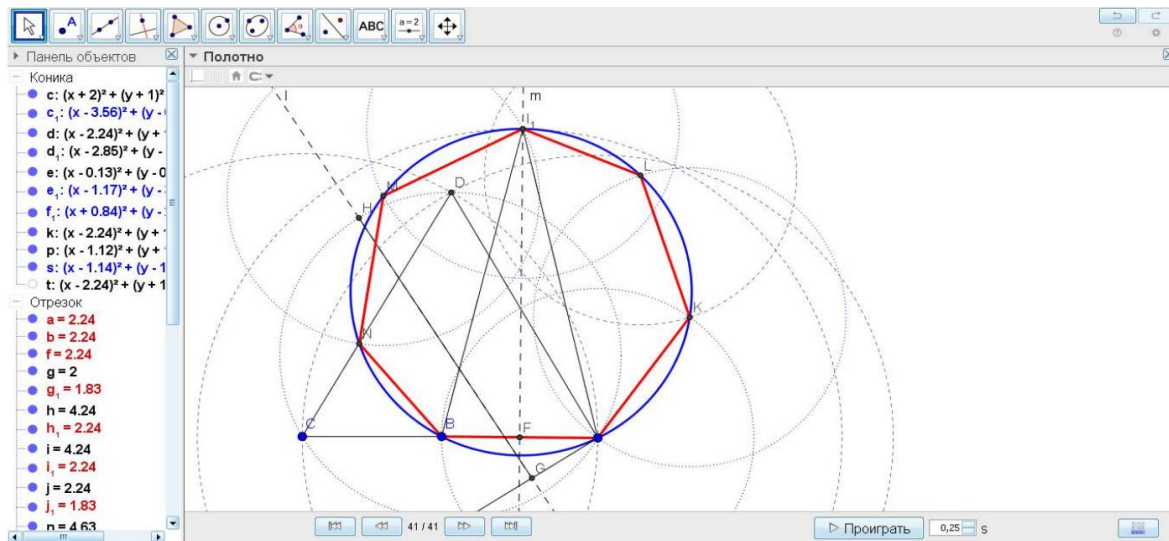 ABC
a = 2
Панель объектов
Коника
c: (x + 2)² + (y + 1)²
c₁: (x - 3.56)² + (y -
d: (x - 2.24)² + (y +
d₁: (x - 2.85)² + (y -
e: (x - 0.13)² + (y - 0
e₁: (x - 1.17)² + (y -
f₁: (x + 0.84)² + (y -
k: (x - 2.24)² + (y +
p: (x - 1.12)² + (y +
s: (x - 1.14)² + (y - 1
t: (x - 2.24)² + (y + 1
Отрезок
a = 2.24
b = 2.24
f = 2.24
g = 2
g₁ = 1.83
h = 4.24
h₁ = 2.24
i = 4.24
i₁ = 2.24
j = 2.24
j₁ = 1.83
n = 4.63
Полотно
l
m
L
M
D
H
K
N
C
B
F
G
41 / 41
Проиграть
0,25
s